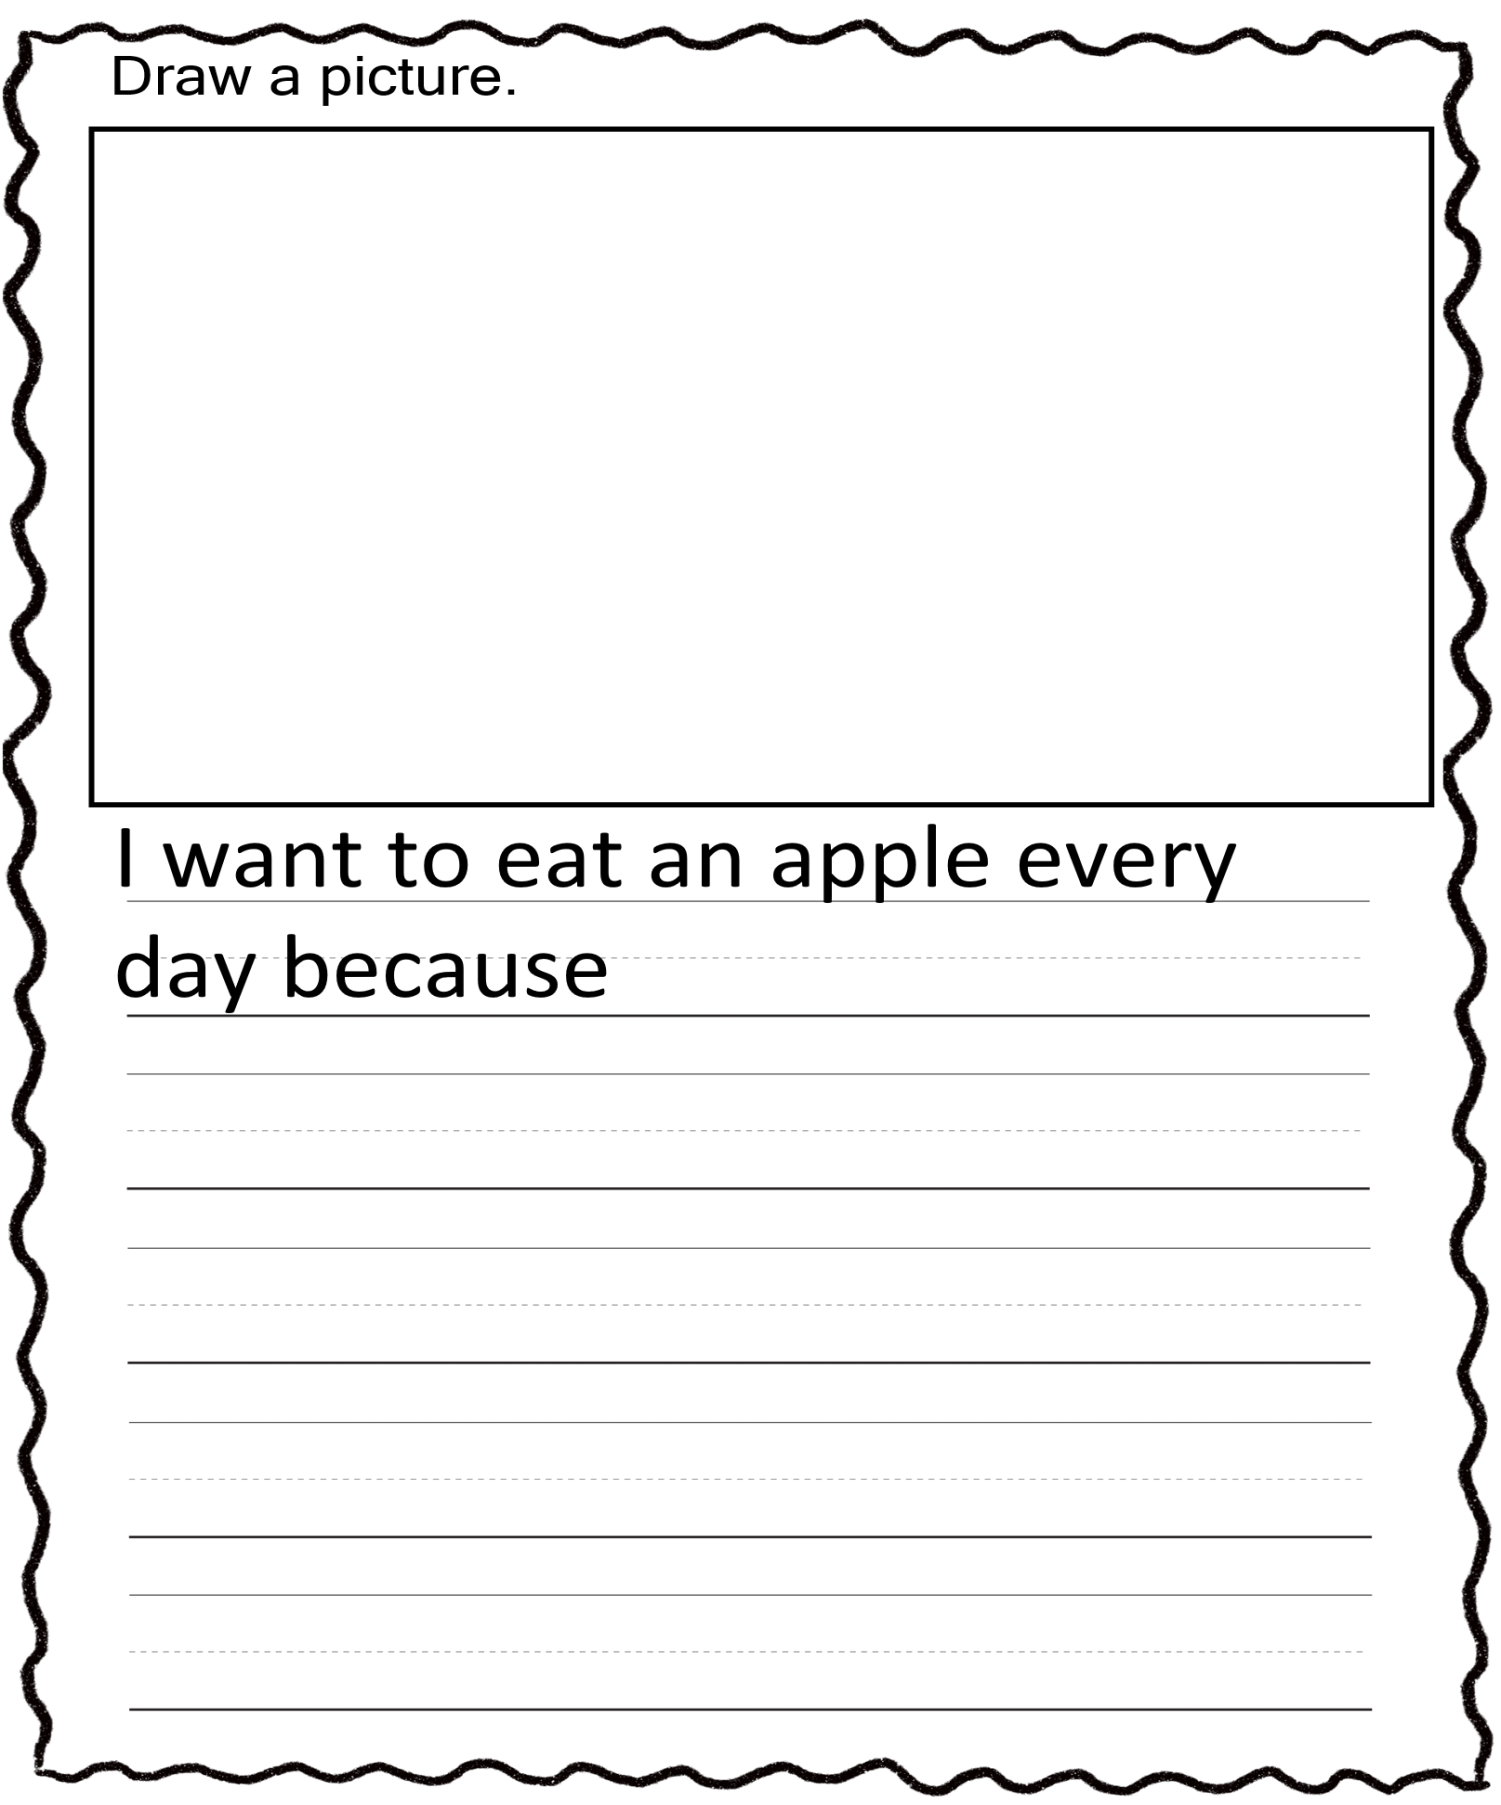 Draw a picture.
I want to eat an apple every
day because